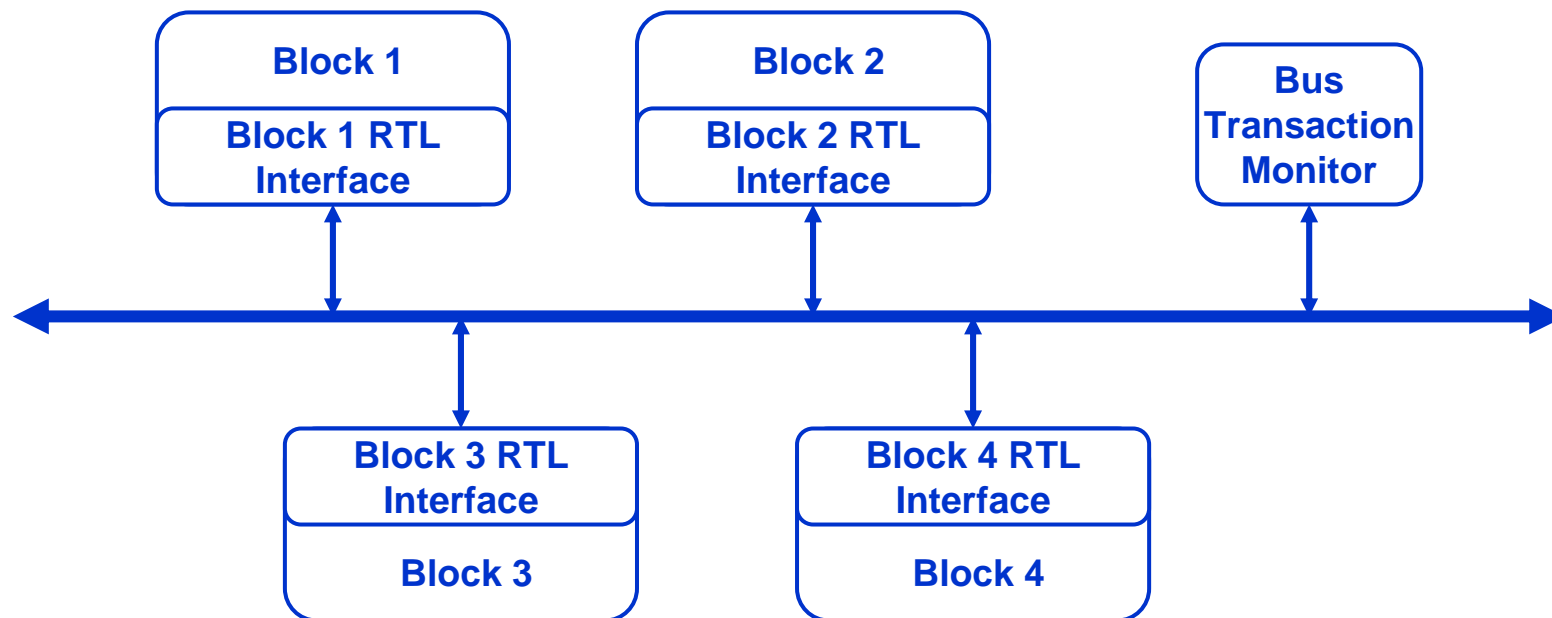 Block 1
Block 1 RTL
Interface
Block 2
Block 2 RTL
Interface
Bus
Transaction
Monitor
Block 3 RTL
Interface
Block 3
Block 4 RTL
Interface
Block 4